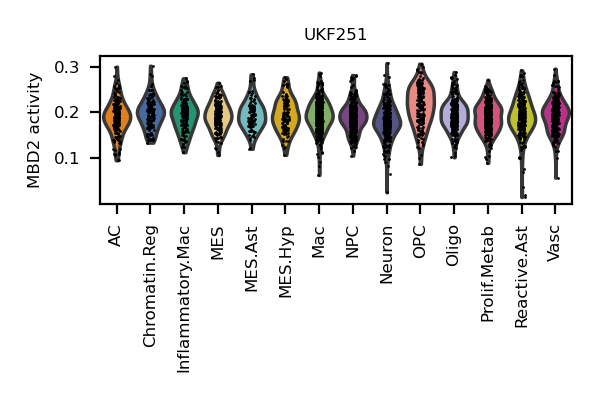 UKF251
MBD2 activity
0.3
0.2
0.1
AC
Chromatin.Reg
Inflammatory.Mac
MES
MES.Ast
MES.Hyp
Mac
NPC
Neuron
OPC
Oligo
Prolif.Metab
Reactive.Ast
Vasc